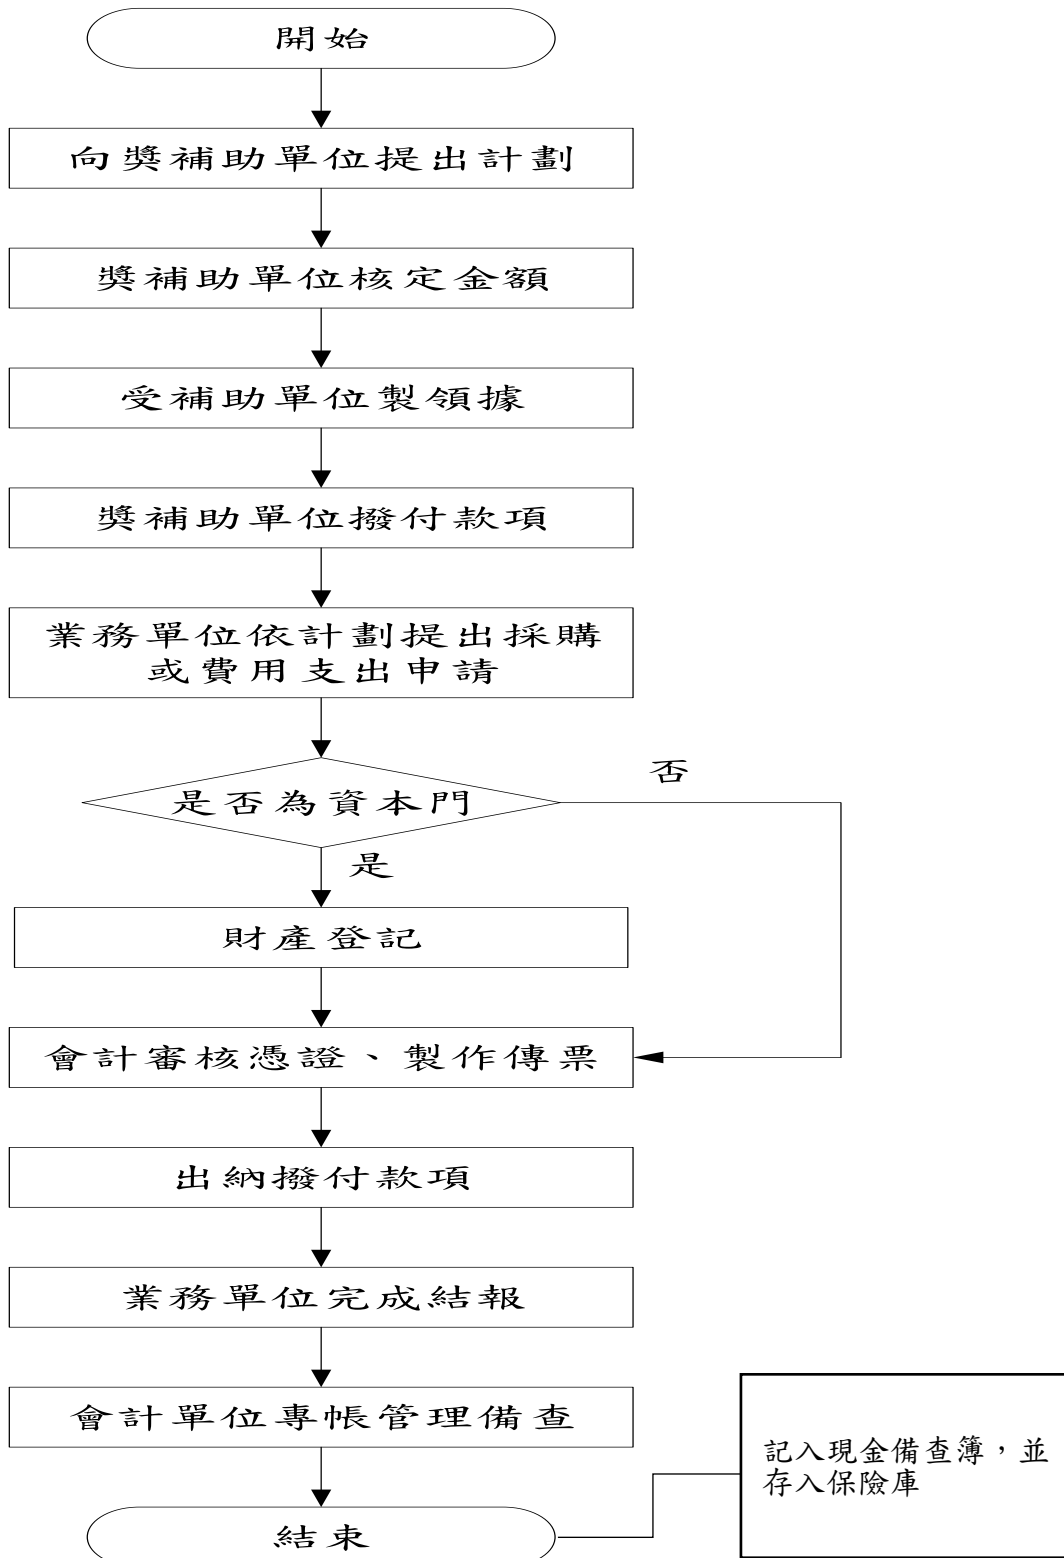 開始
向獎補助單位提出計劃
獎補助單位核定金額
受補助單位製領據
獎補助單位撥付款項
業務單位依計劃提出採購
或費用支出申請
否
是否為資本門
是
財產登記
會計審核憑證、製作傳票
出納撥付款項
業務單位完成結報
會計單位專帳管理備查
記入現金備查簿，並
存入保險庫
結束